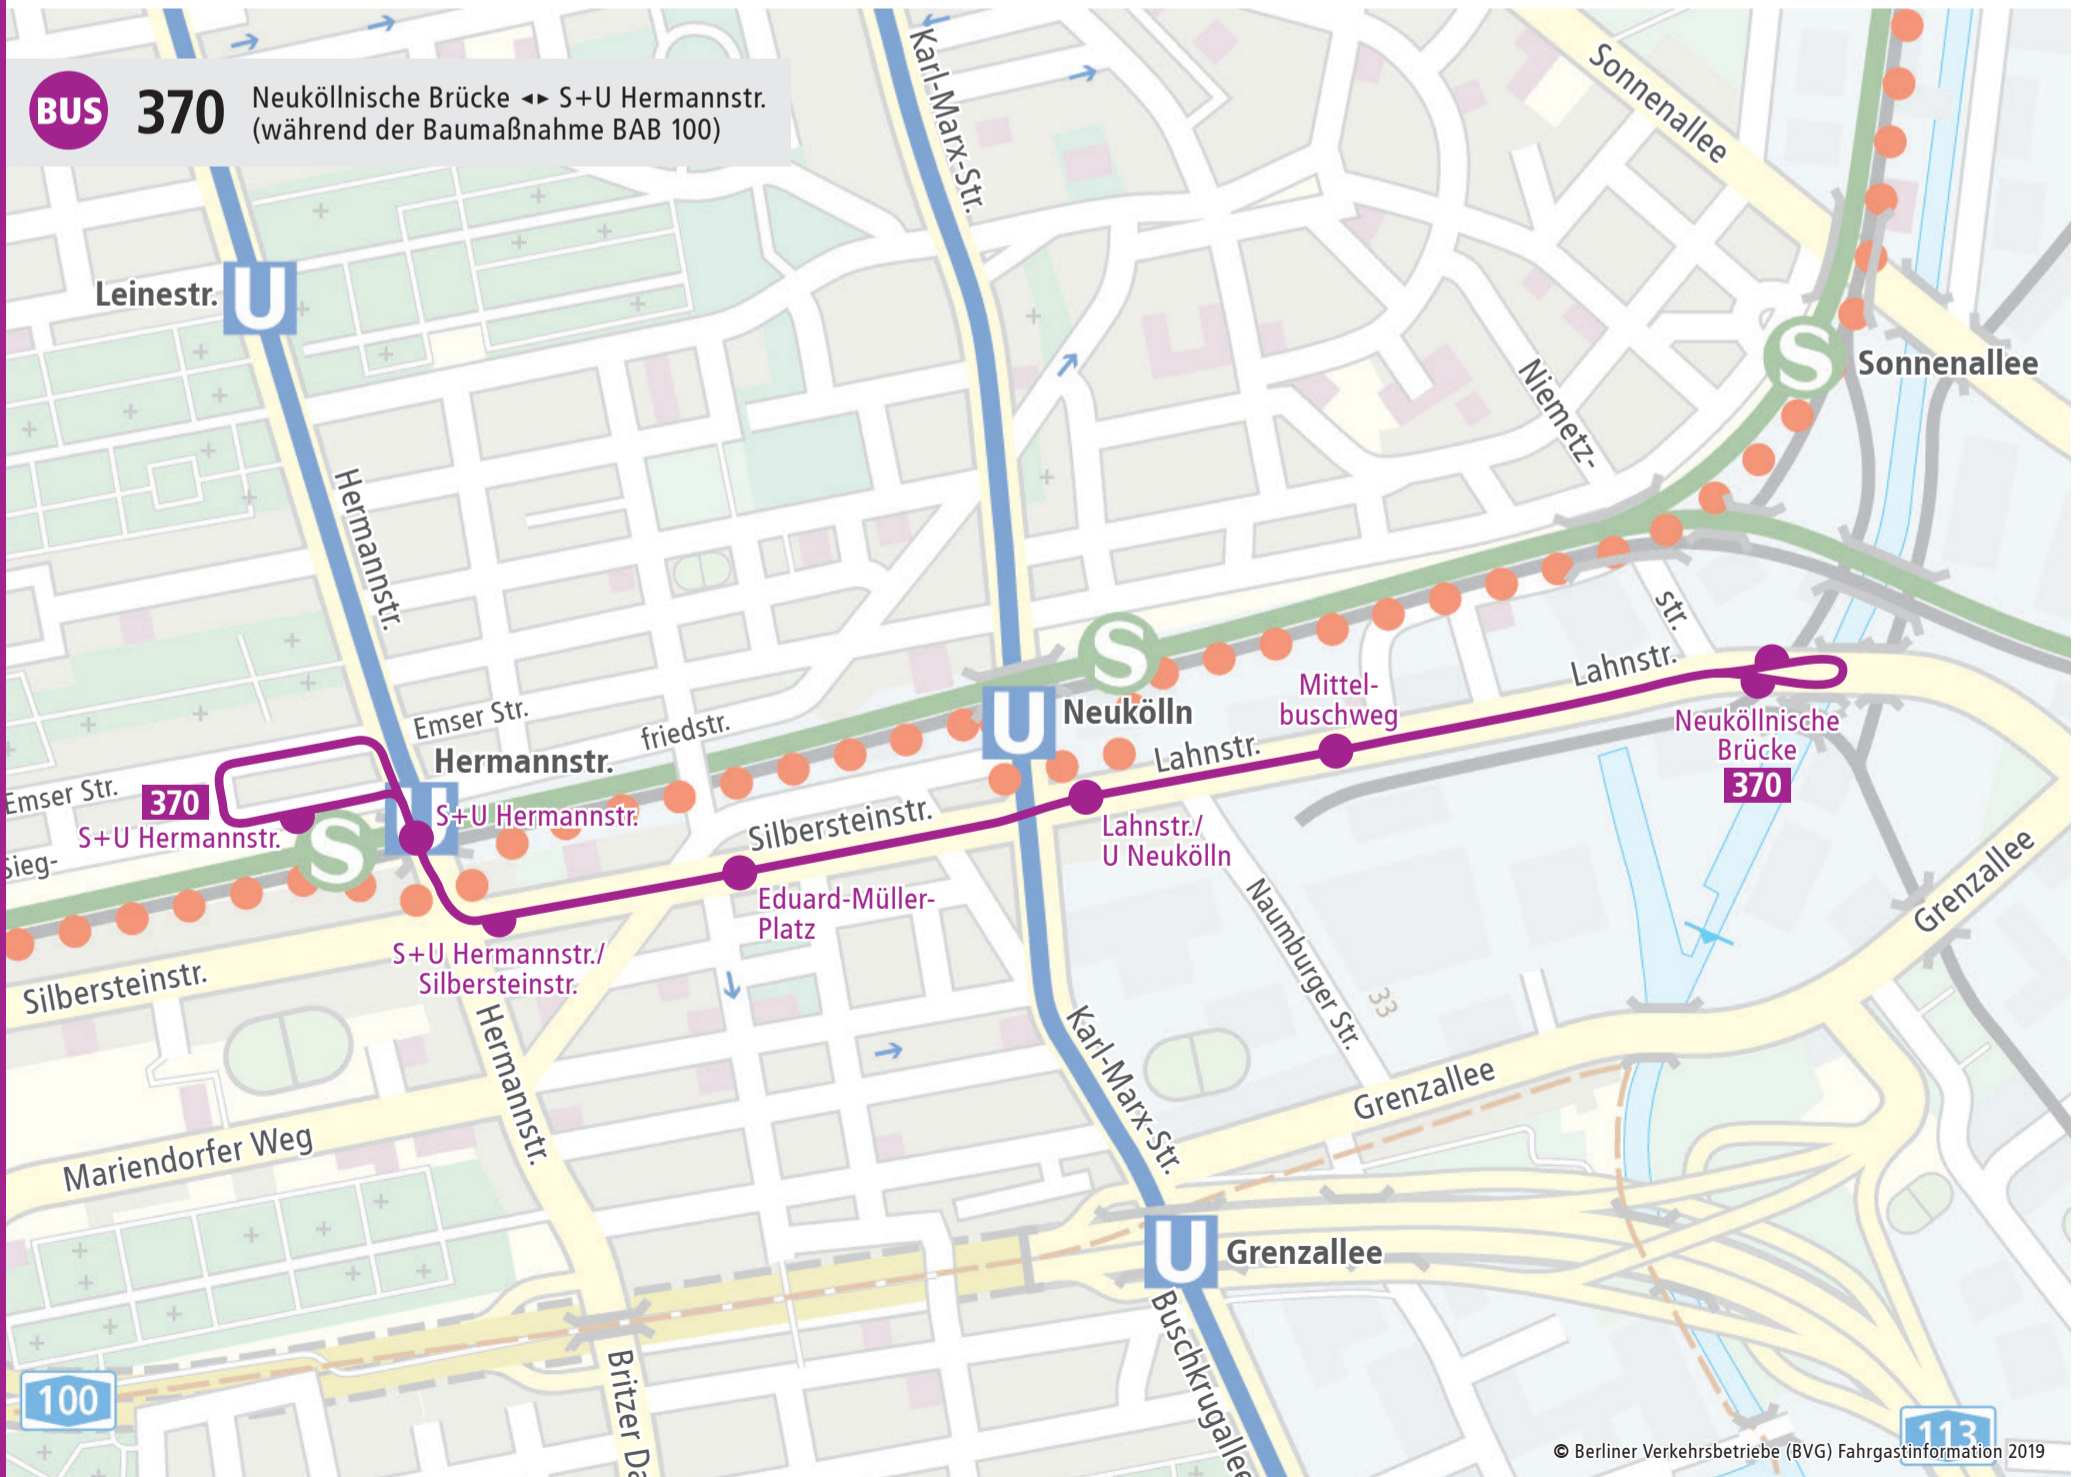 BUS
370
Neuköllnische Brücke ◂▸ S+U Hermannstr.
(während der Baumaßnahme BAB 100)
Karl-Marx-Str.
Sonnenallee
Leinestr.
U
S
Sonnenallee
Niemetz-
Hermannstr.
str.
S
Lahnstr.
Mittel-
buschweg
Emser Str.
friedstr.
U
Neukölln
Neuköllnische
Brücke
370
Lahnstr.
Hermannstr.
Emser Str.
370
U
S+U Hermannstr.
S+U Hermannstr.
Sieg-
S
Silbersteinstr.
Lahnstr./
U Neukölln
Grenzallee
Eduard-Müller-
Platz
S+U Hermannstr./
Silbersteinstr.
Silbersteinstr.
Naumburger Str.
33
Hermannstr.
Karl-Marx-Str.
Grenzallee
Mariendorfer Weg
U
Grenzallee
Buschkrugallee
Britzer Da
100
113
© Berliner Verkehrsbetriebe (BVG) Fahrgastinformation 2019